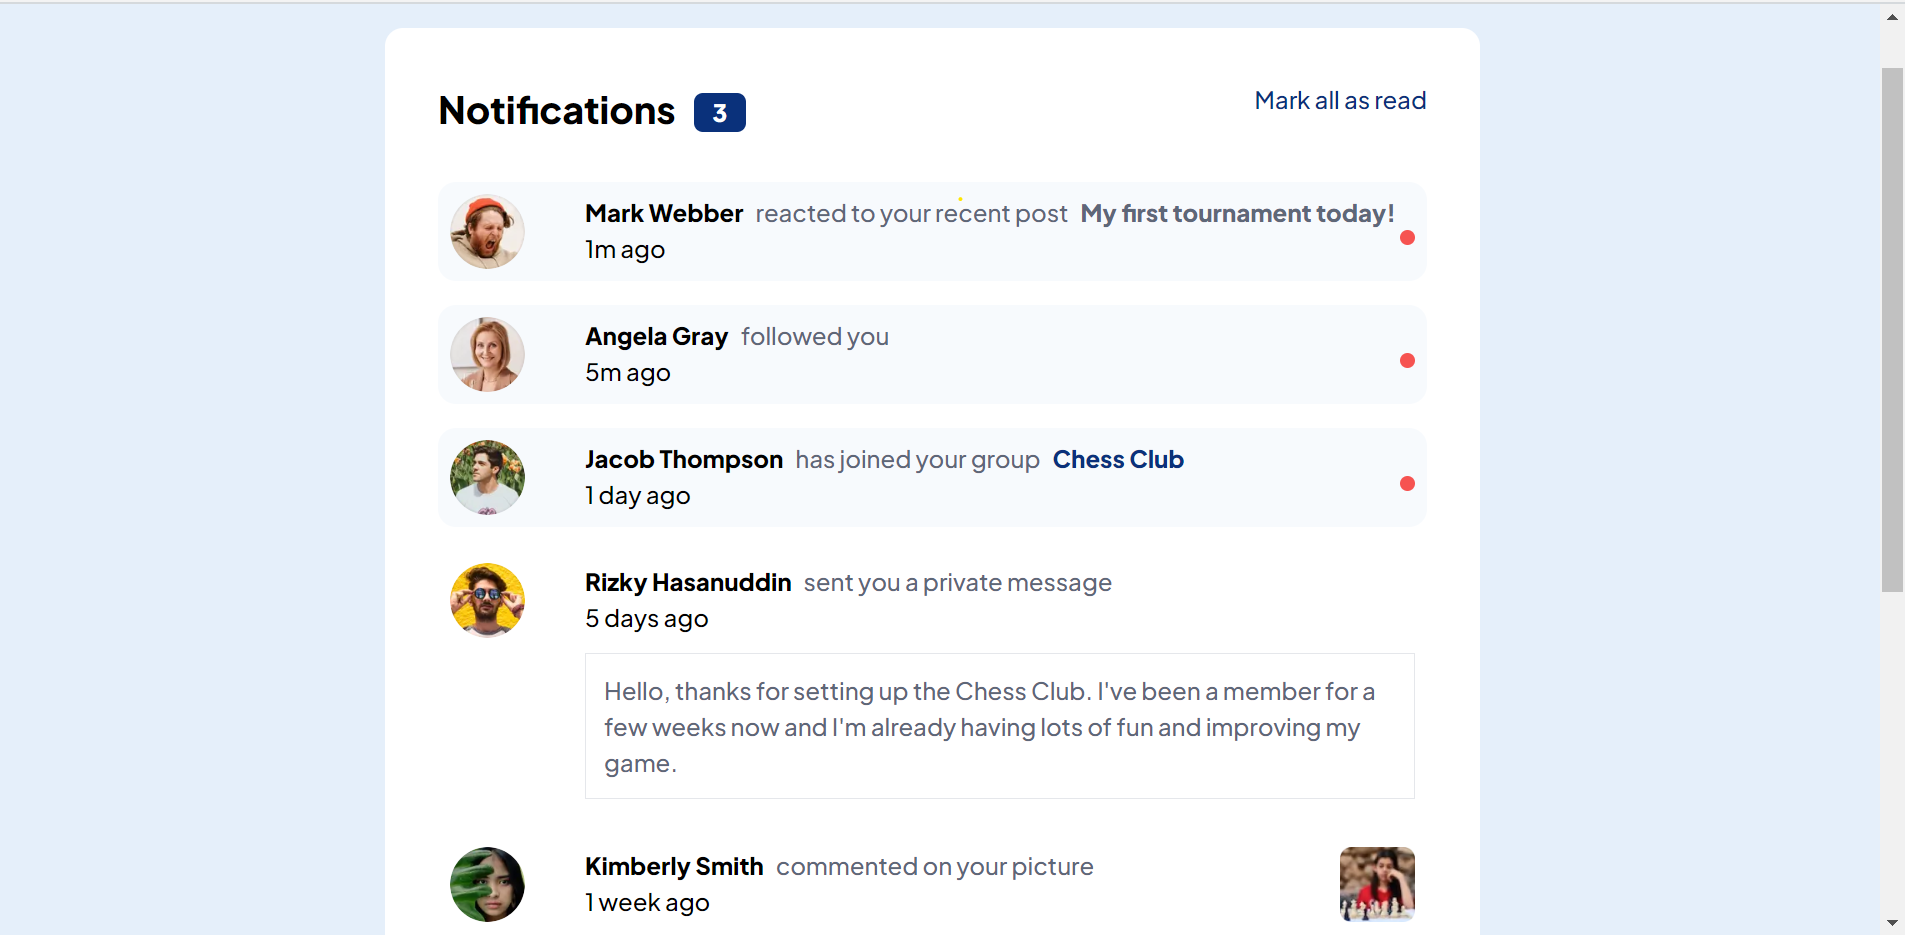 Notifications 3
Mark all as read
Mark Webber reacted to your recent post My first tournament today!
1m ago
Angela Gray followed you
5m ago
Jacob Thompson has joined your group Chess Club
1 day ago
Rizky Hasanuddin sent you a private message
5 days ago
Hello, thanks for setting up the Chess Club. I've been a member for a
few weeks now and I'm already having lots of fun and improving my
game.
Kimberly Smith commented on your picture
1 week ago